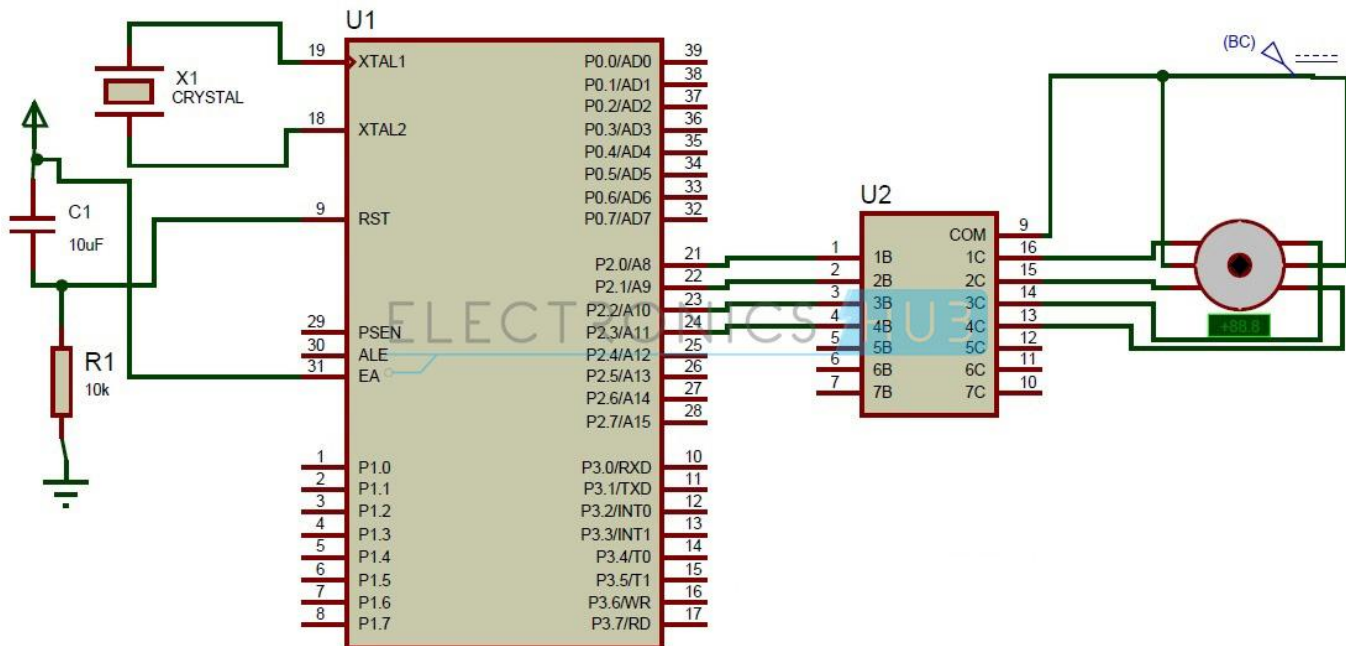 U1
19
XTAL1
X1
CRYSTAL
18
XTAL2
C1
10uF
9
RST
29
PSEN
30
ALE
31
EA
R1
10k
1
P1.0
2
P1.1
3
P1.2
4
P1.3
5
P1.4
6
P1.5
7
P1.6
8
P1.7
P0.0/AD0
39
P0.1/AD1
38
P0.2/AD2
37
P0.3/AD3
36
P0.4/AD4
35
P0.5/AD5
34
P0.6/AD6
33
P0.7/AD7
32
P2.0/A8
21
P2.1/A9
22
P2.2/A10
23
P2.3/A11
24
P2.4/A12
25
P2.5/A13
26
P2.6/A14
27
P2.7/A15
28
P3.0/RXD
10
P3.1/TXD
11
P3.2/INT0
12
P3.3/INT1
13
P3.4/T0
14
P3.5/T1
15
P3.6/WR
16
P3.7/RD
17
ELECTRONICS HUB
U2
1
1B
2
2B
3
3B
4
4B
5
5B
6
6B
7
7B
COM
9
1C
16
2C
15
3C
14
4C
13
5C
12
6C
11
7C
10
(BC)
+88.8